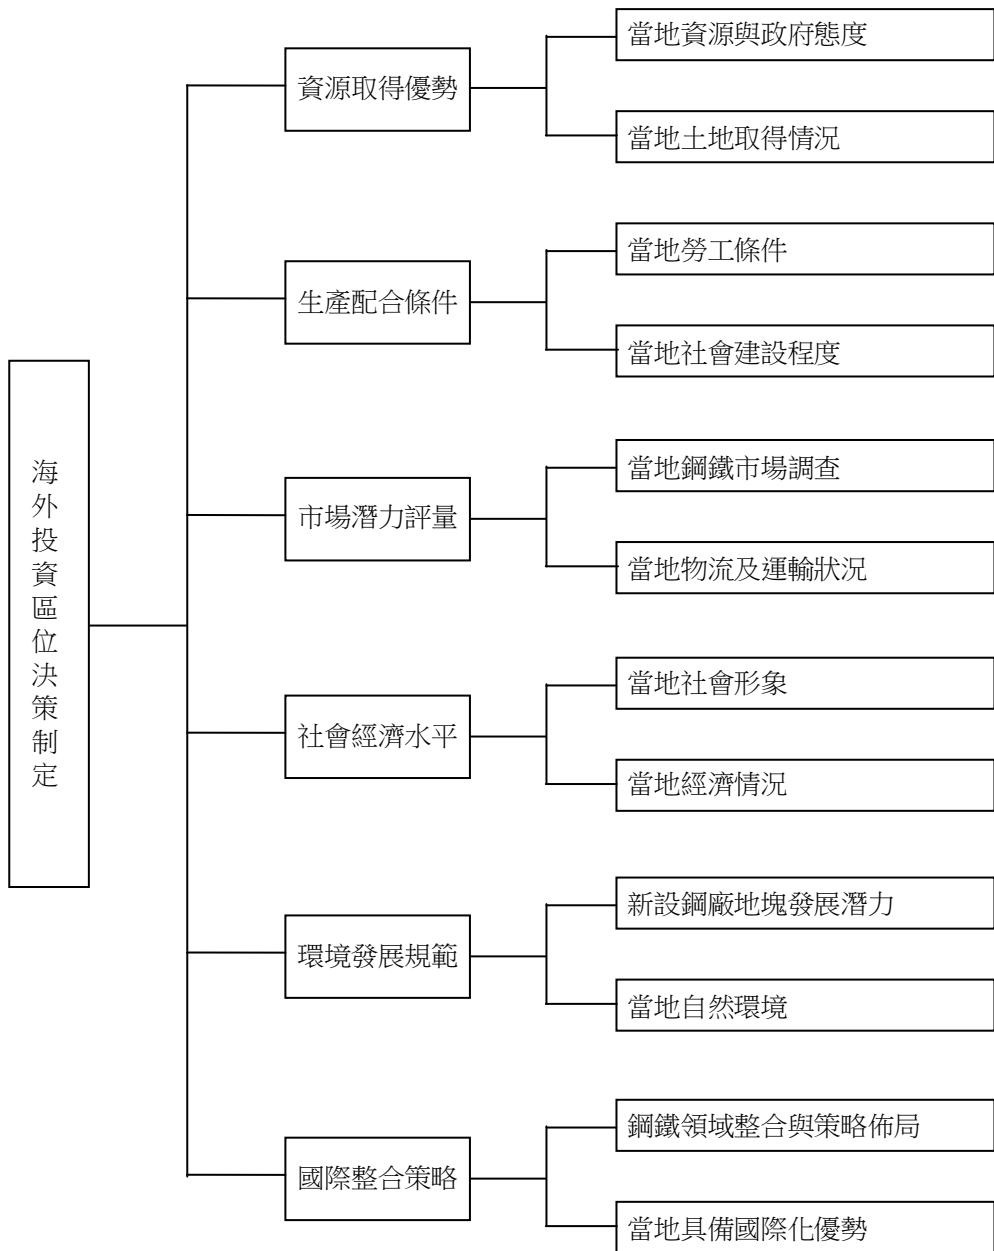 海外投資區位決策制定
資源取得優勢
當地資源與政府態度
當地土地取得情況
生產配合條件
當地勞工條件
當地社會建設程度
市場潛力評量
當地鋼鐵市場調查
當地物流及運輸狀況
社會經濟水平
當地社會形象
當地經濟情況
環境發展規範
新設鋼廠地塊發展潛力
當地自然環境
國際整合策略
鋼鐵領域整合與策略佈局
當地具備國際化優勢